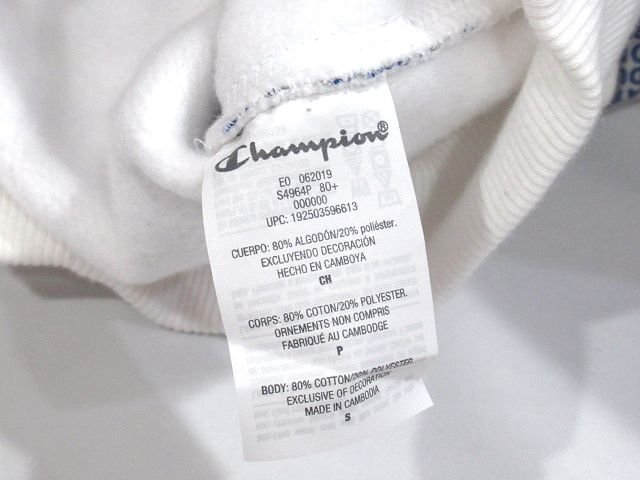 Champion®
EO 062019
S4964P 80+
000000
UPC: 192503596613
CUERPO: 80% ALGODÓN/20% poliéster.
EXCLUYENDO DECORACIÓN
HECHO EN CAMBOYA
CH
CORPS: 80% COTON/20% POLYESTER.
ORNEMENTS NON COMPRIS
FABRIQUÉ AU CAMBODGE
P
BODY: 80% COTTON/20% POLYESTER
EXCLUSIVE OF DECORATION
MADE IN CAMBODIA
S